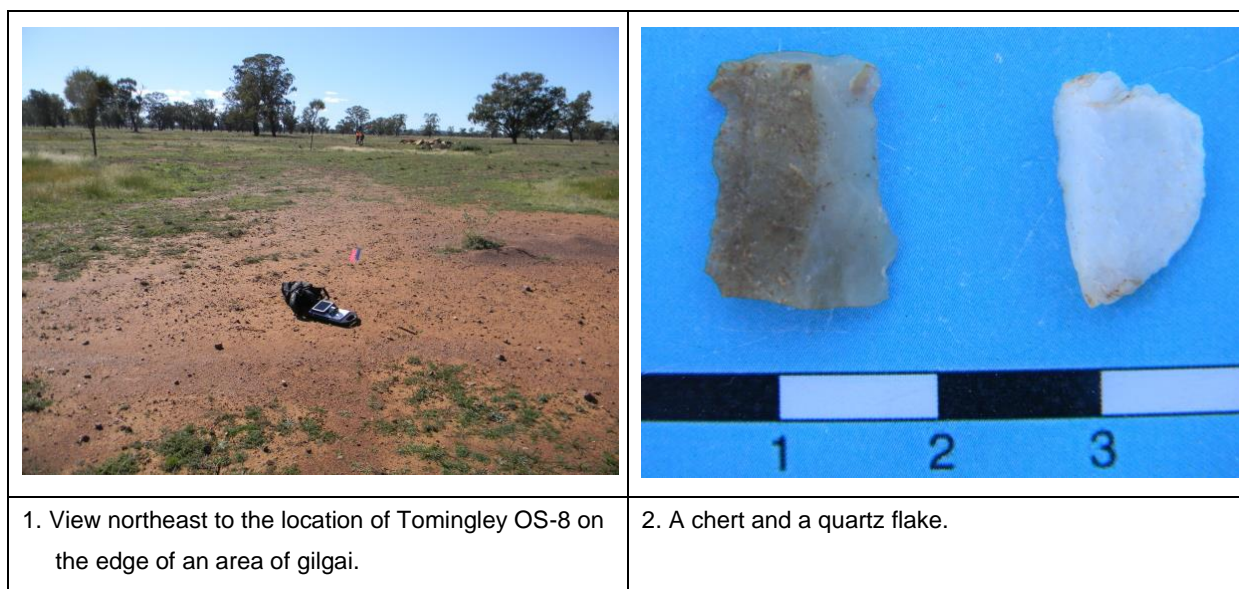 1 2 3
1. View northeast to the location of Tomingley OS-8 on
the edge of an area of gilgai.
2. A chert and a quartz flake.